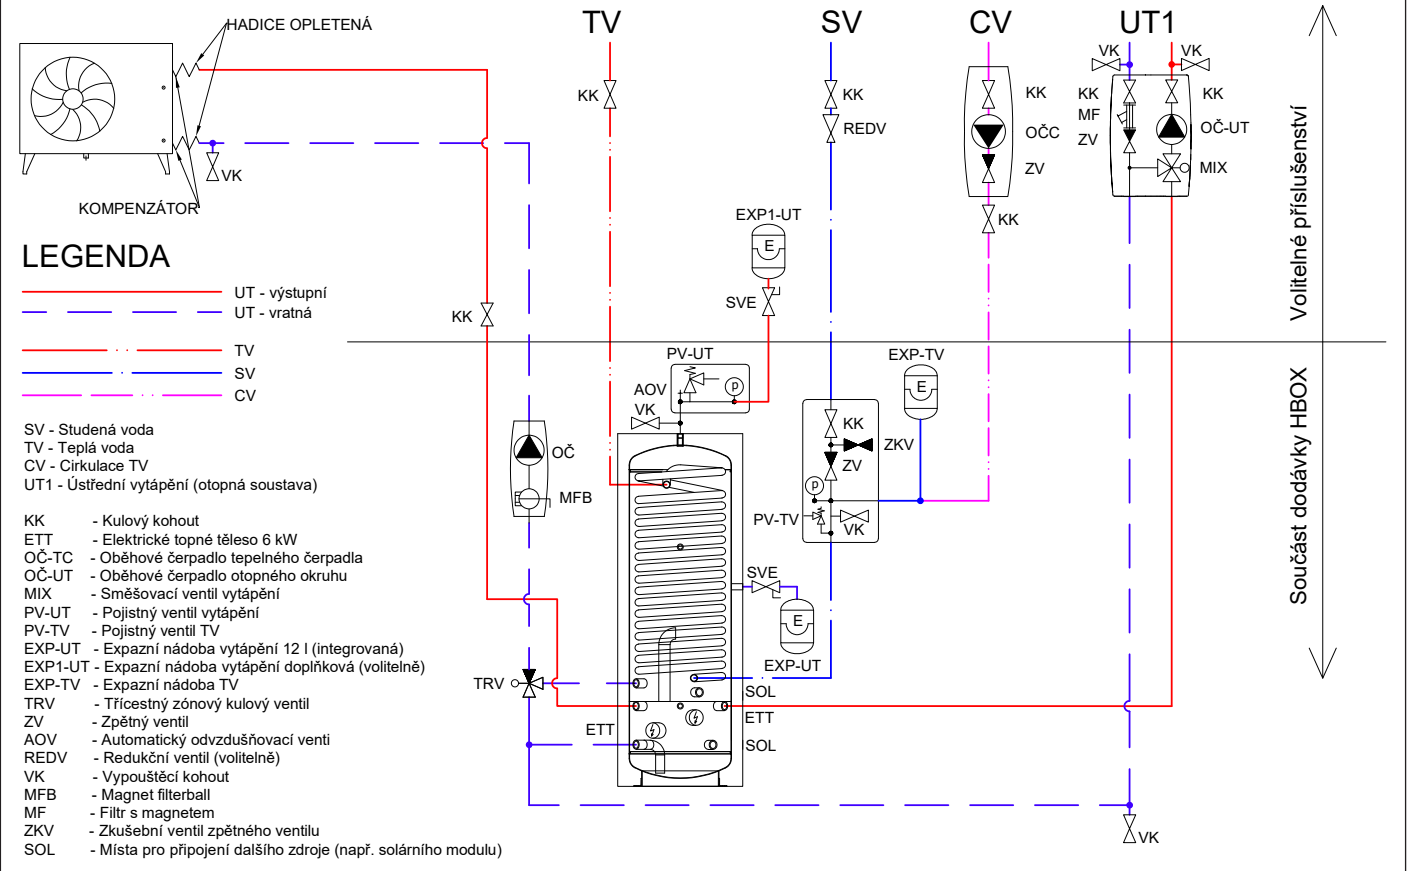 TV
SV
CV
UT1
HADICE OPLETENÁ
VK
VK
KK
KK
KK
KK
KK
MF
REDV
OČC
OČ-UT
ZV
ZV
MIX
VK
KOMPENZÁTOR
KK
EXP1-UT
E
SVE
KK
Volitelné příslušenství
Součást dodávky HBOX
LEGENDA
UT - výstupní
UT - vratná
TV
SV
CV
SV - Studená voda
TV - Teplá voda
CV - Cirkulace TV
UT1 - Ústřední vytápění (otopná soustava)
KK - Kulový kohout
ETT - Elektrické topné těleso 6 kW
OČ-TC - Oběhové čerpadlo tepelného čerpadla
OČ-UT - Oběhové čerpadlo otopného okruhu
MIX - Směšovací ventil vytápění
PV-UT - Pojistný ventil vytápění
PV-TV - Pojistný ventil TV
EXP-UT - Expazní nádoba vytápění 12 l (integrovaná)
EXP1-UT - Expazní nádoba vytápění doplňková (volitelně)
EXP-TV - Expazní nádoba TV
TRV - Třícestný zónový kulový ventil
ZV - Zpětný ventil
AOV - Automatický odvzdušňovací venti
REDV - Redukční ventil (volitelně)
VK - Vypouštěcí kohout
MFB - Magnet filterball
MF - Filtr s magnetem
ZKV - Zkušební ventil zpětného ventilu
SOL - Místa pro připojení dalšího zdroje (např. solárního modulu)
PV-UT
AOV
p
VK
EXP-TV
E
KK
ZKV
ZV
p
PV-TV
VK
OČ
MFB
SVE
E
EXP-UT
TRV
SOL
ETT
ETT
SOL
VK